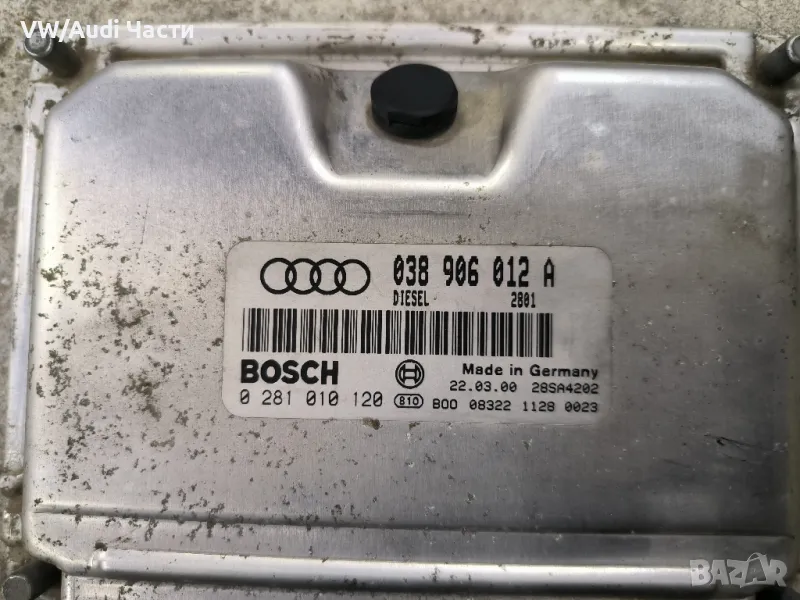 VW/Audi Части
038 906 012 A
DIESEL 2801
BOSCH Made in Germany
22.03.00 28SA4202
0 281 010 120 810 B00 08322 1128 0023
BAZAR